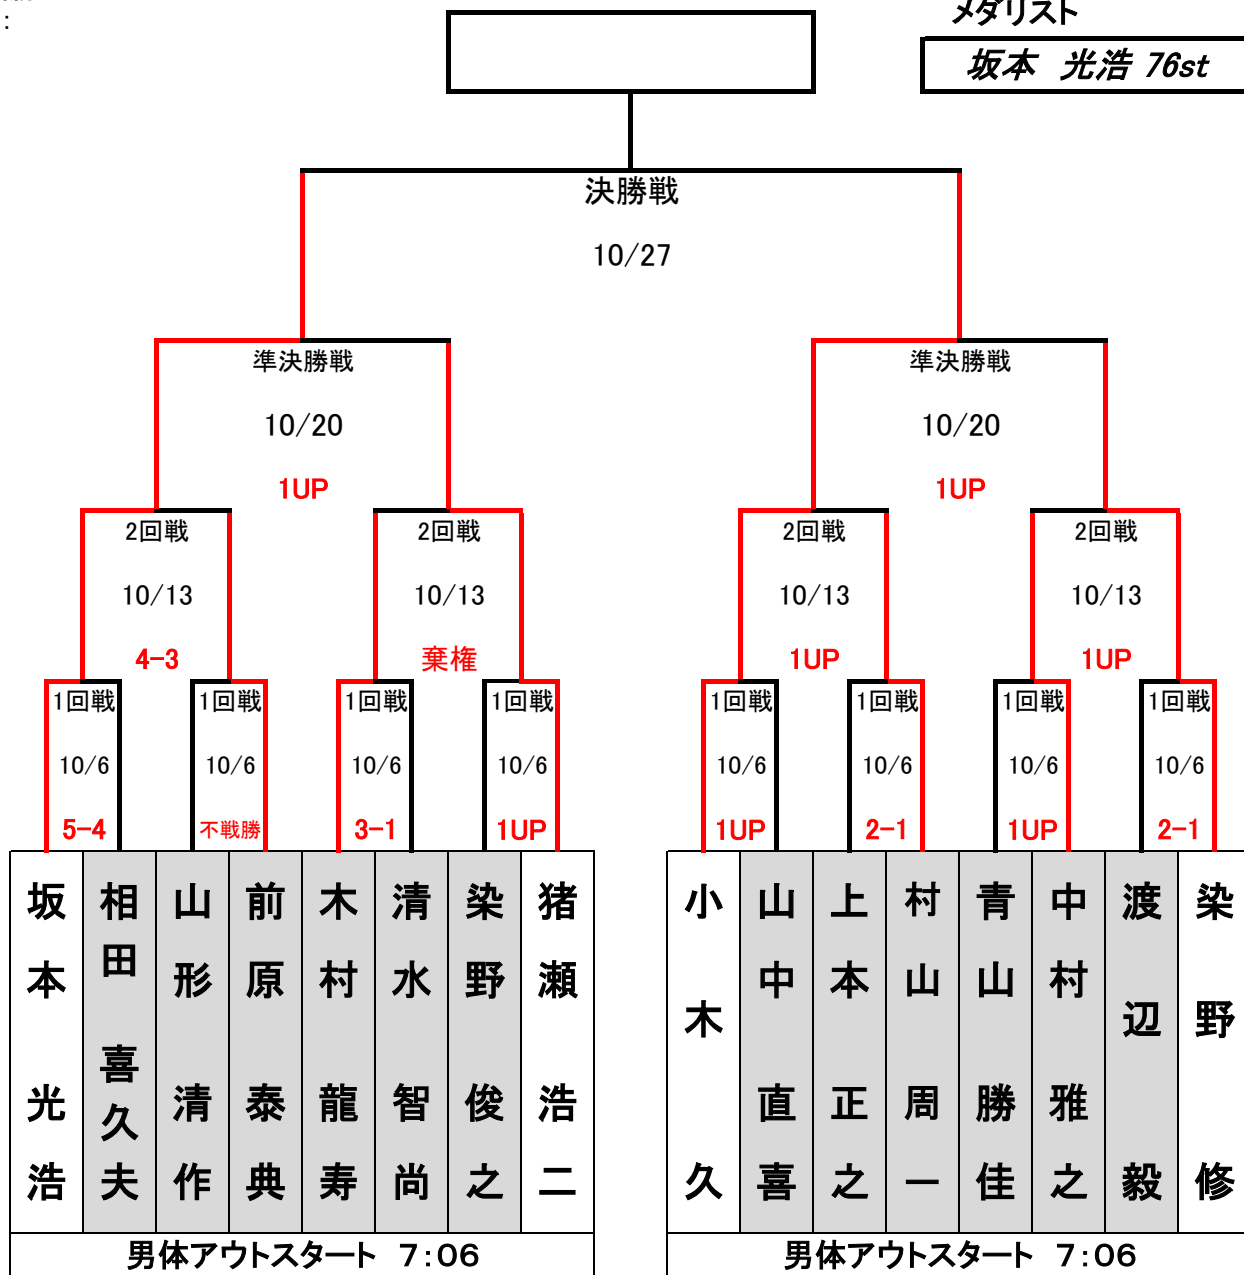 :
メダリスト
坂本 光浩 76st
決勝戦
10/27
準決勝戦 準決勝戦
10/20 10/20
1UP 1UP
2回戦 2回戦 2回戦 2回戦
10/13 10/13 10/13 10/13
4-3 棄権 1UP 1UP
1回戦 1回戦 1回戦 1回戦 1回戦 1回戦 1回戦 1回戦
10/6 10/6 10/6 10/6 10/6 10/6 10/6 10/6
5-4 不戦勝 3-1 1UP 1UP 2-1 1UP 2-1
坂本 光浩
相田 喜久夫
山形 清作
前原 泰典
木村 龍寿
清水 智尚
染野 俊之
猪瀬 浩二
小木 久
山中 直喜
上本 正之
村山 周一
青山 勝佳
中村 雅之
渡辺 毅
染野 修
男体アウトスタート 7:06
男体アウトスタート 7:06